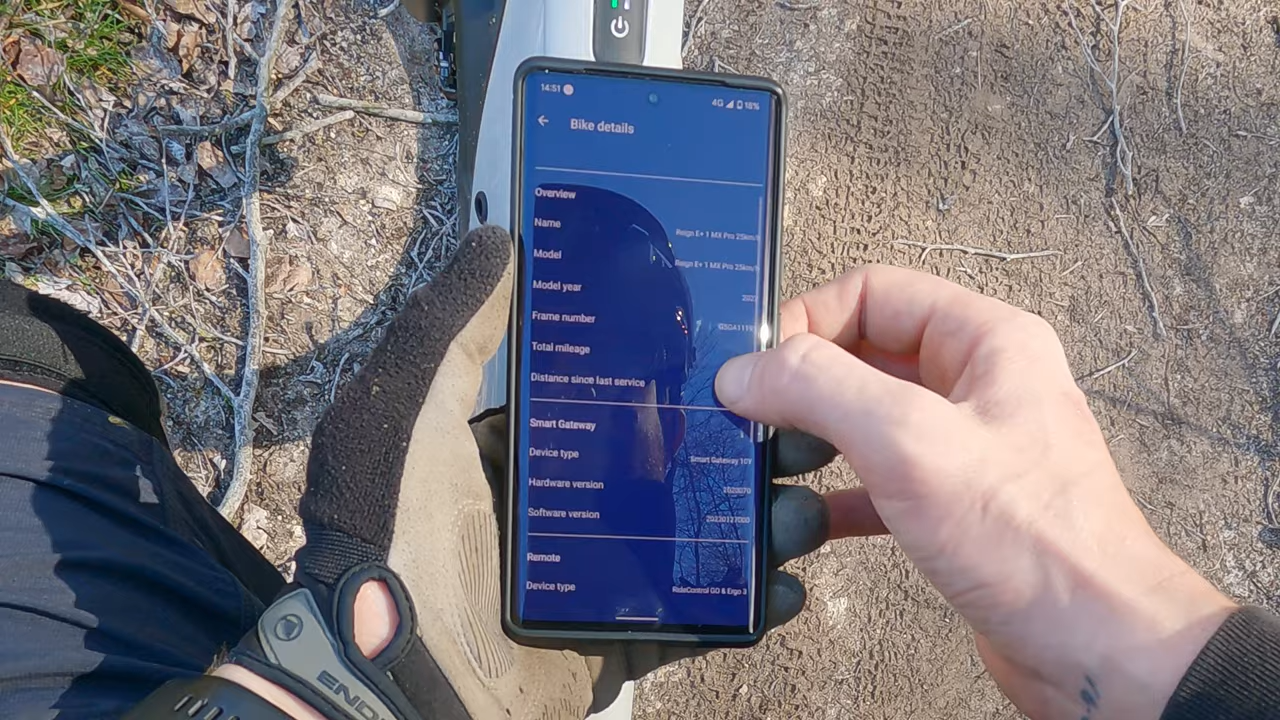 14:51 4G 18%
Bike details
Overview
Name Reign E+ 1 MX Pro 25km/
Model Reign E+ 1 MX Pro 25km/
Model year
Frame number
Total mileage
Distance since last service
Smart Gateway
Device type Smart Gateway 10Y
Hardware version
Software version
Remote
Device type RideControl GO & Ergo 3